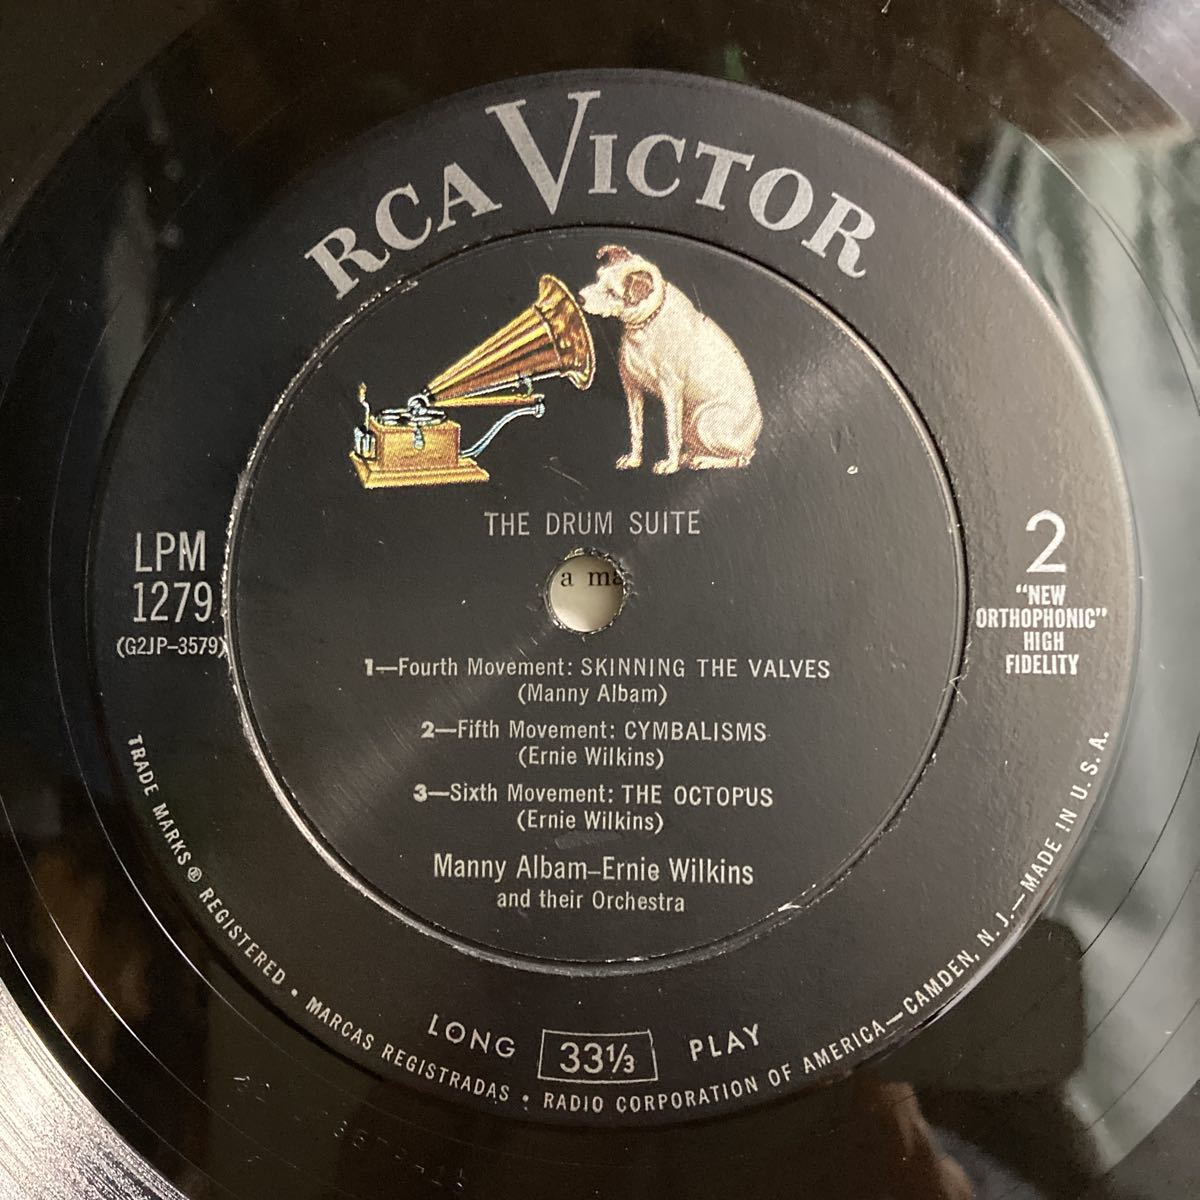 RCA VICTOR
THE DRUM SUITE
LPM
1279
(G2JP-3579)
2
"NEW
ORTHOPHONIC"
HIGH
FIDELITY
a ma
1—Fourth Movement: SKINNING THE VALVES
(Manny Albam)
2—Fifth Movement: CYMBALISMS
(Ernie Wilkins)
3—Sixth Movement: THE OCTOPUS
(Ernie Wilkins)
Manny Albam–Ernie Wilkins
and their Orchestra
LONG 33⅓ PLAY
TRADE MARKS ® REGISTERED • MARCAS REGISTRADAS • RADIO CORPORATION OF AMERICA—CAMDEN, N. J.—MADE IN U. S. A.